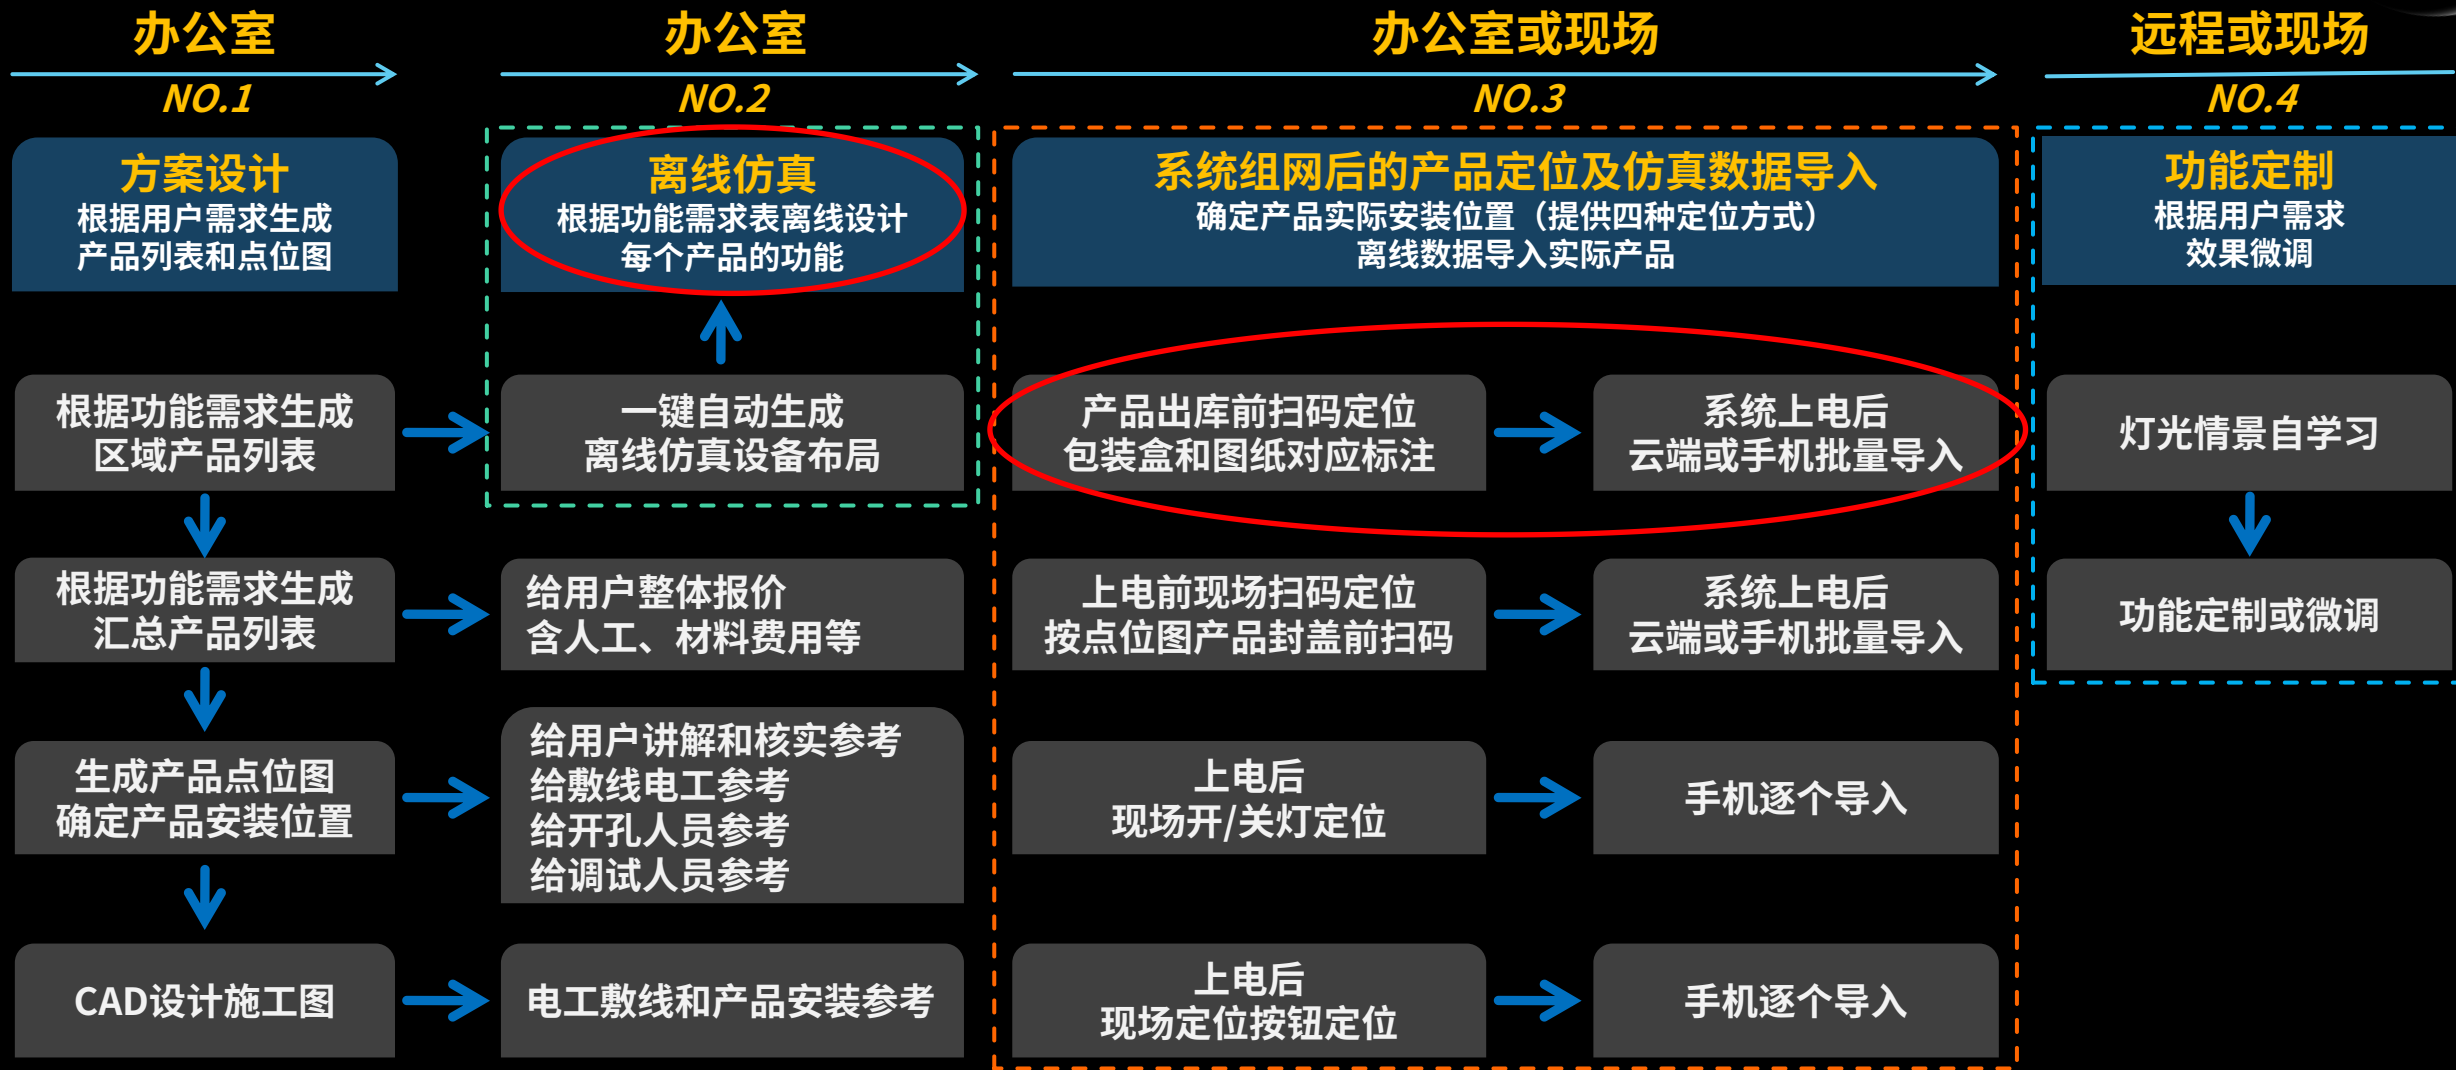 办公室
NO.1
方案设计
根据用户需求生成
产品列表和点位图
根据功能需求生成
区域产品列表
根据功能需求生成
汇总产品列表
生成产品点位图
确定产品安装位置
CAD设计施工图
办公室
NO.2
离线仿真
根据功能需求表离线设计
每个产品的功能
一键自动生成
离线仿真设备布局
给用户整体报价
含人工、材料费用等
给用户讲解和核实参考
给敷线电工参考
给开孔人员参考
给调试人员参考
电工敷线和产品安装参考
办公室或现场
NO.3
系统组网后的产品定位及仿真数据导入
确定产品实际安装位置（提供四种定位方式）
离线数据导入实际产品
产品出库前扫码定位
包装盒和图纸对应标注
系统上电后
云端或手机批量导入
上电前现场扫码定位
按点位图产品封盖前扫码
系统上电后
云端或手机批量导入
上电后
现场开/关灯定位
手机逐个导入
上电后
现场定位按钮定位
手机逐个导入
远程或现场
NO.4
功能定制
根据用户需求
效果微调
灯光情景自学习
功能定制或微调